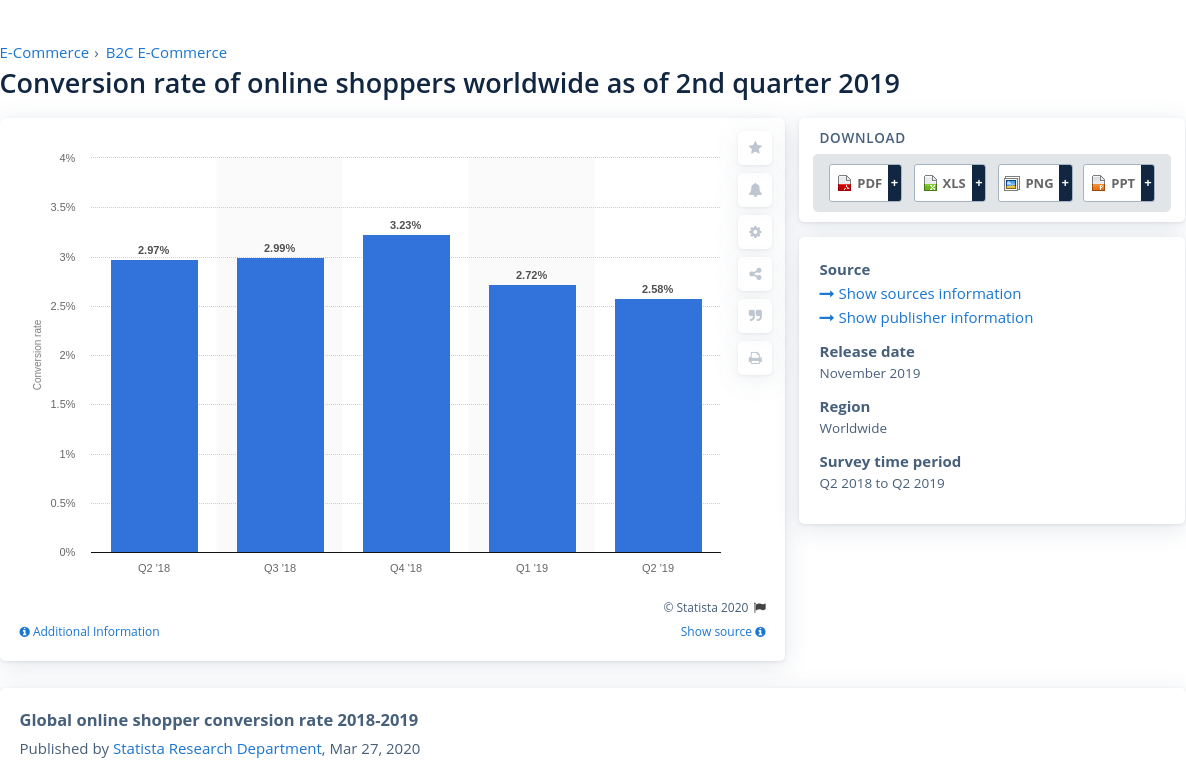 E-Commerce › B2C E-Commerce
Conversion rate of online shoppers worldwide as of 2nd quarter 2019
4%
3.5%
3%
2.5%
2%
1.5%
1%
0.5%
0%
Conversion rate
2.97%
2.99%
3.23%
2.72%
2.58%
Q2 '18
Q3 '18
Q4 '18
Q1 '19
Q2 '19
© Statista 2020
Additional Information
Show source
DOWNLOAD
PDF + XLS + PNG + PPT +
Source
Show sources information
Show publisher information
Release date
November 2019
Region
Worldwide
Survey time period
Q2 2018 to Q2 2019
Global online shopper conversion rate 2018-2019
Published by Statista Research Department, Mar 27, 2020